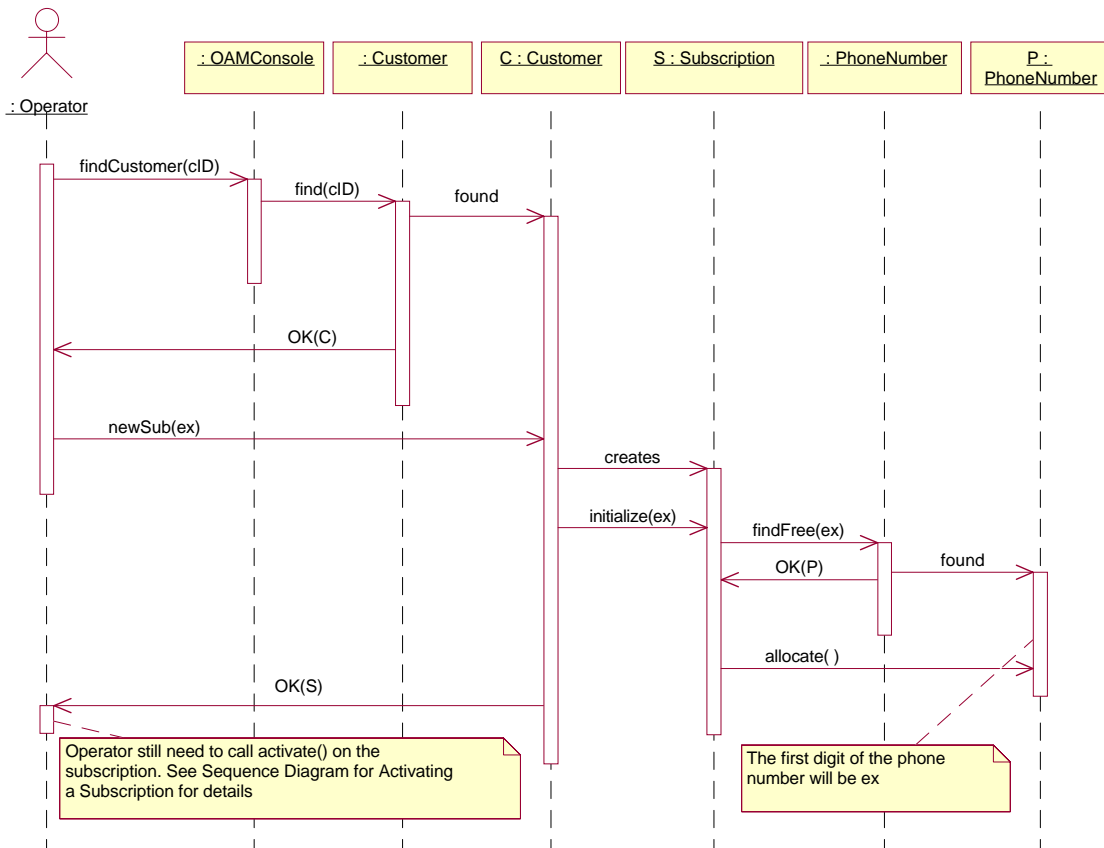 : OAMConsole
: Customer
C : Customer
S : Subscription
: PhoneNumber
P :
PhoneNumber
: Operator
findCustomer(cID)
find(cID)
found
OK(C)
newSub(ex)
creates
initialize(ex)
findFree(ex)
found
OK(P)
allocate( )
OK(S)
Operator still need to call activate() on the
subscription. See Sequence Diagram for Activating
a Subscription for details
The first digit of the phone
number will be ex